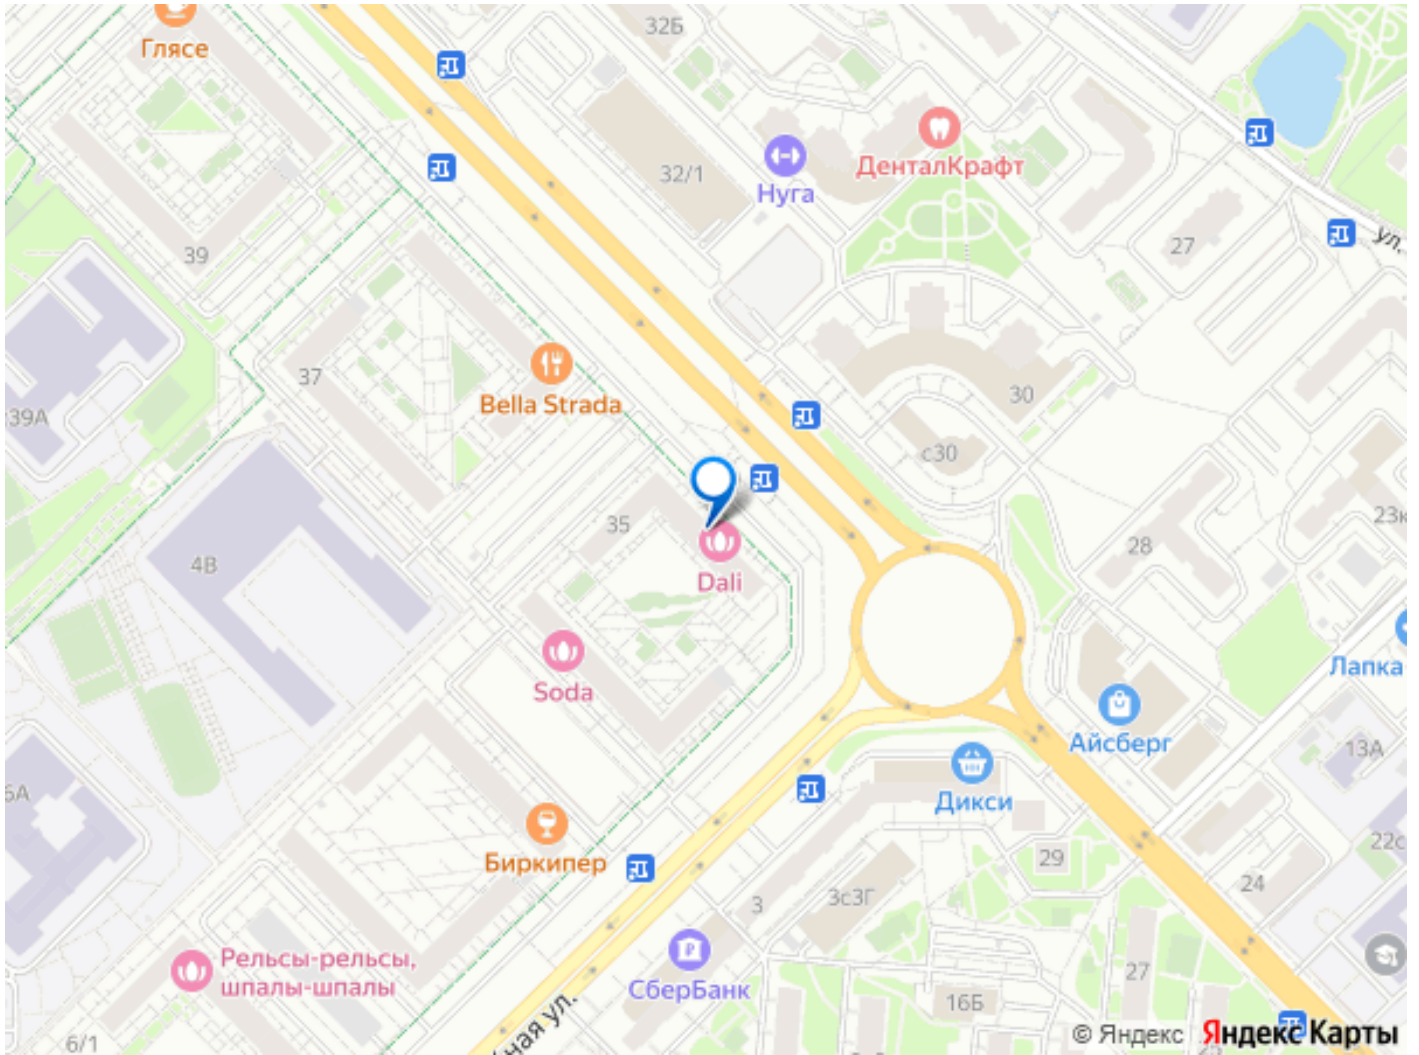 Глясе
32Б
ДенталКрафт
32/1
Нуга
ул.
27
39
37
Bella Strada
30
39А
с30
35
23к
28
4В
Dali
Лапка
Soda
Айсберг
13А
6А
Дикси
Биркипер
22с
29
24
3с3Г
3
Рельсы-рельсы,
шпалы-шпалы
СберБанк
27
16Б
ная ул.
6/1
© Яндекс Яндекс Карты